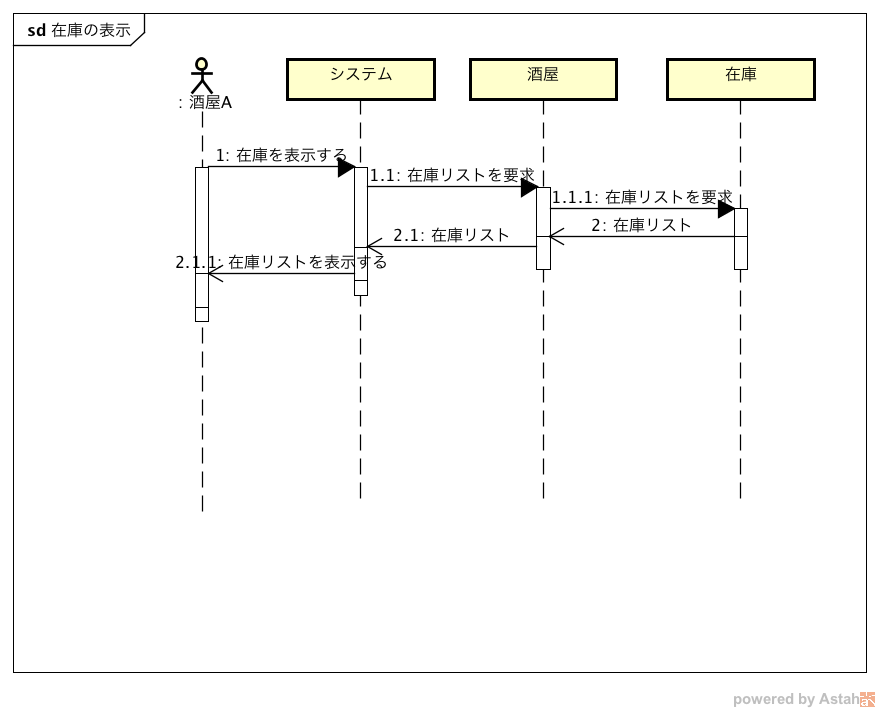 sd 在庫の表示
: 酒屋A
システム
酒屋
在庫
1: 在庫を表示する
1.1: 在庫リストを要求
1.1.1: 在庫リストを要求
2: 在庫リスト
2.1: 在庫リスト
2.1.1: 在庫リストを表示する
powered by Astah